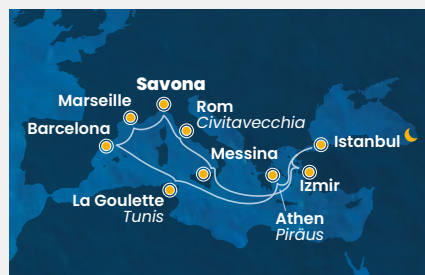 Savona
Marseille
Rom
Civitavecchia
Barcelona
Istanbul
Messina
Izmir
La Goulette
Tunis
Athen
Piräus